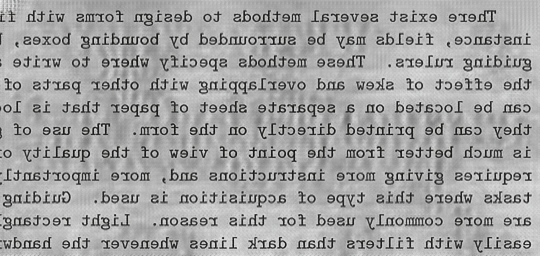 There exist several methods to design forms with fi
instance, fields may be surrounded by bounding boxes,
guiding rulers. These methods specify where to write
the effect of skew and overlapping with other parts of
can be located on a separate sheet of paper that is lo
they can be printed directly on the form. The use of
is much better from the point of view of the quality o
requires giving more instructions and, more importantl
tasks where this type of acquisition is used. Guiding
are more commonly used for this reason. Light rectangl
easily with filters than dark lines whenever the handw